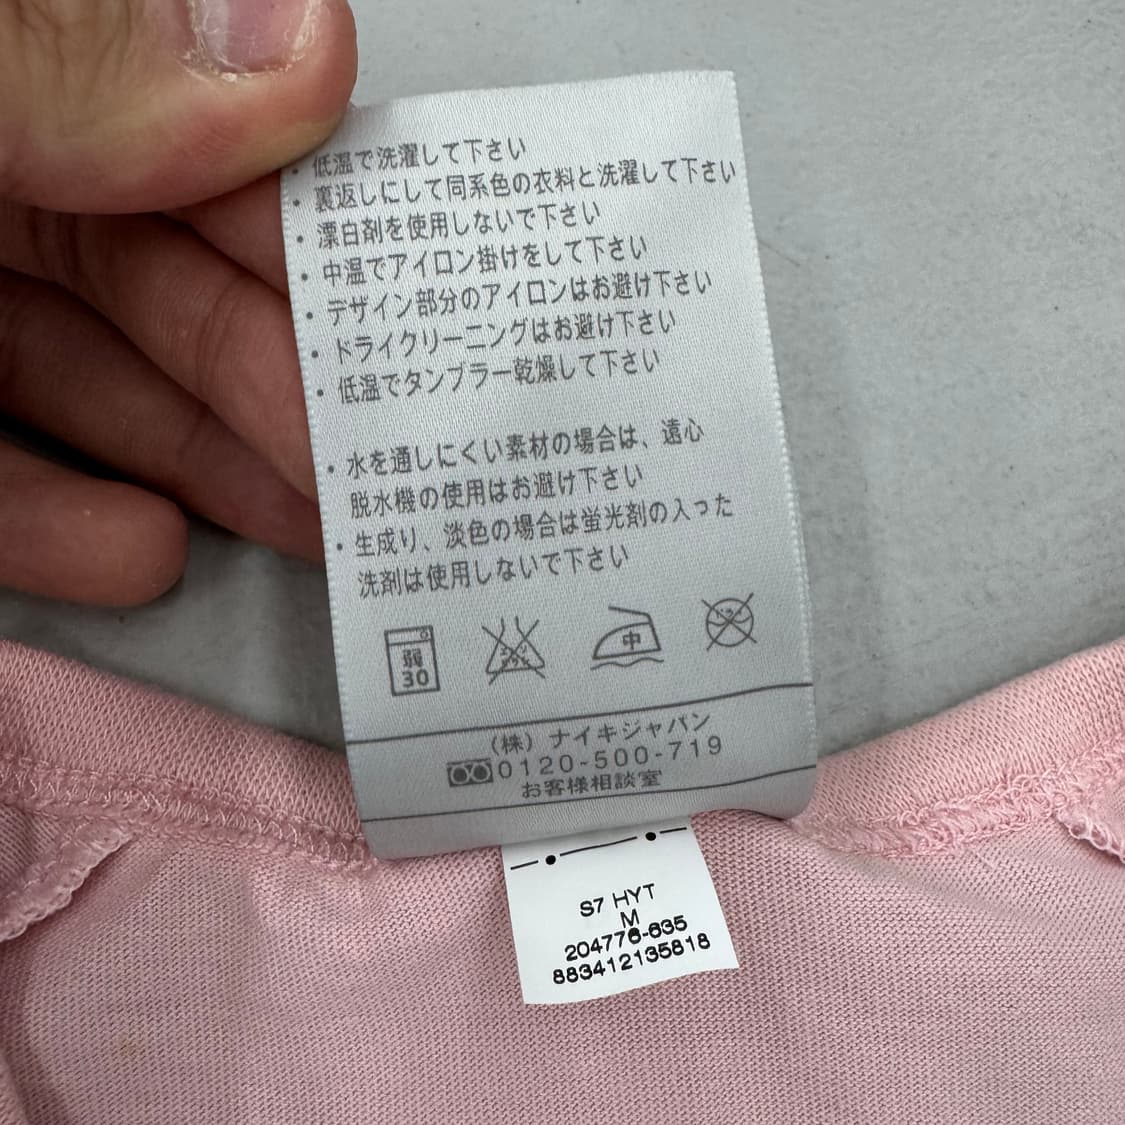 ・低温で洗濯して下さい
・裏返しにして同系色の衣料と洗濯して下さい
・漂白剤を使用しないで下さい
・中温でアイロン掛けをして下さい
・デザイン部分のアイロンはお避け下さい
・ドライクリーニングはお避け下さい
・低温でタンブラー乾燥して下さい
・水を通しにくい素材の場合は、遠心
脱水機の使用はお避け下さい
・生成り、淡色の場合は蛍光剤の入った
洗剤は使用しないで下さい
弱
30
中
(株)ナイキジャパン
0120-500-719
お客様相談室
S7 HYT
M
204776-635
883412135818